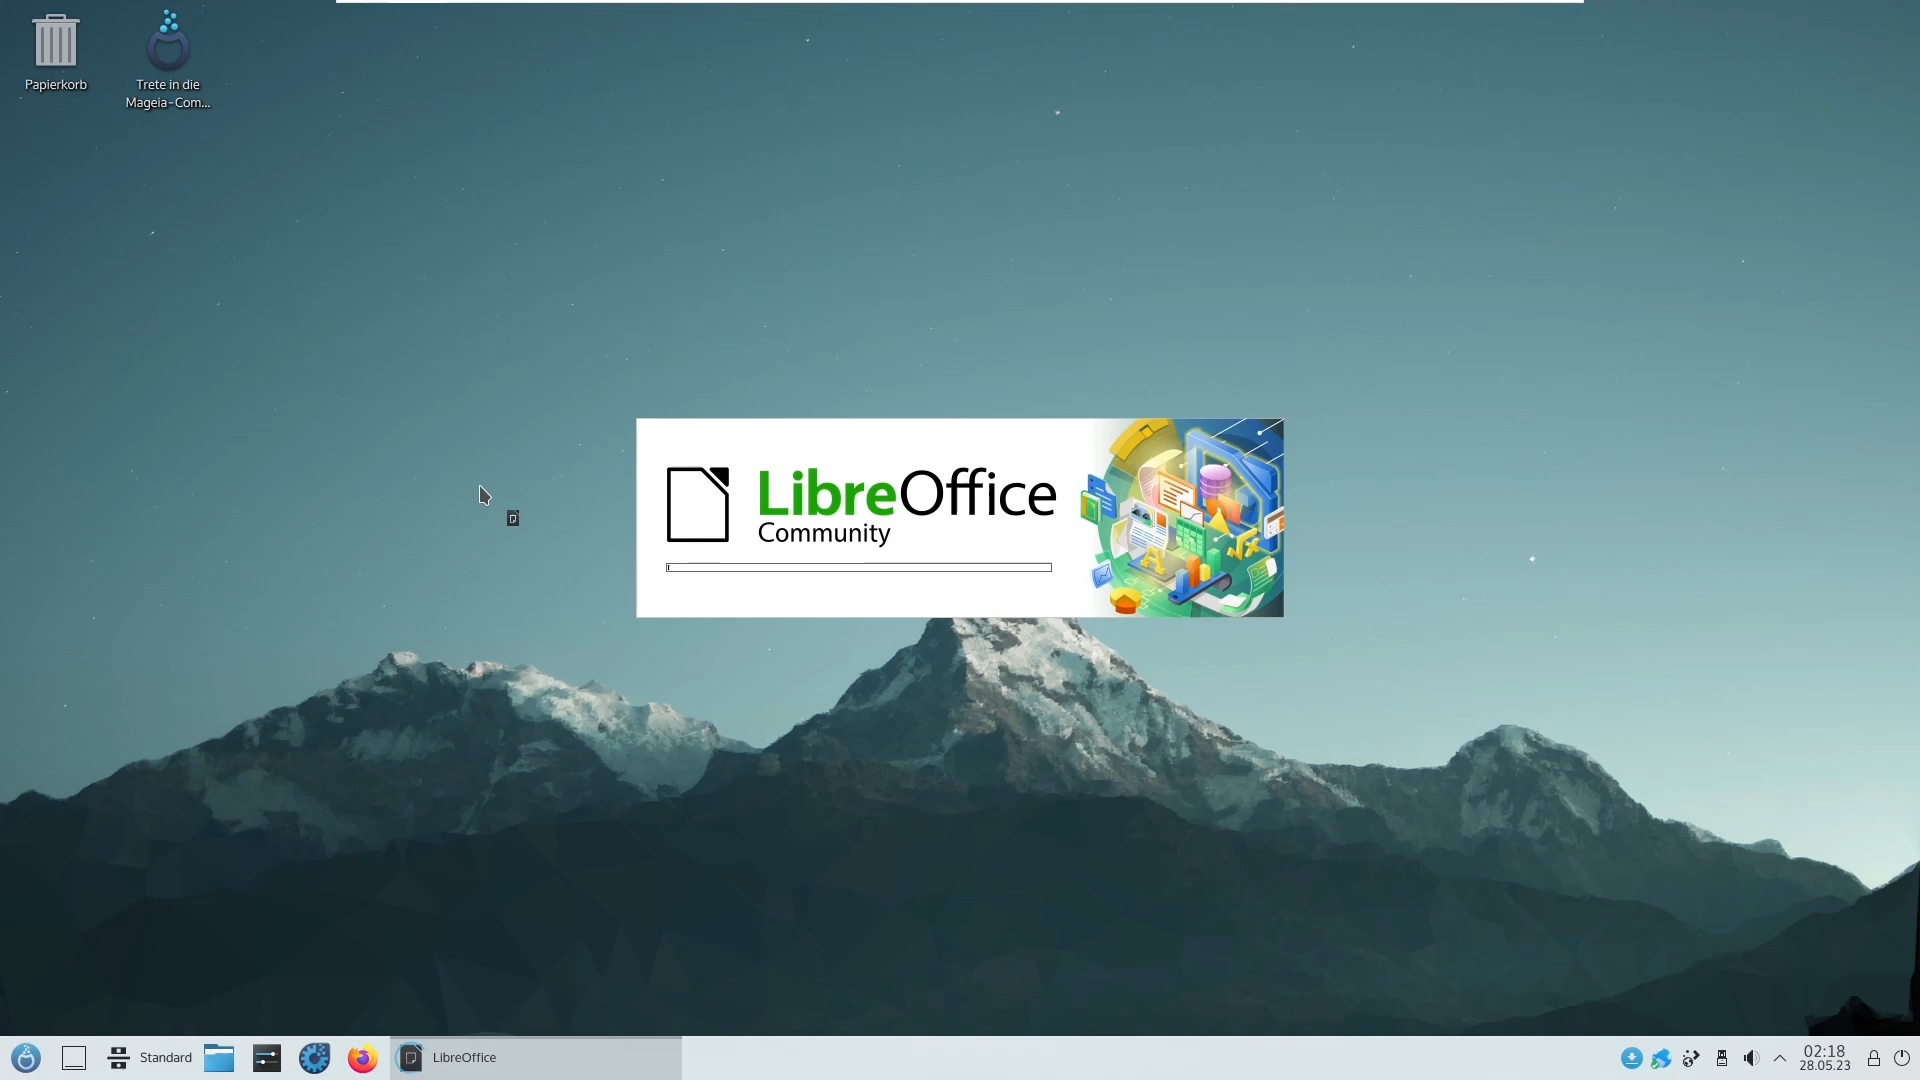 Papierkorb
Trete in die
Mageia-Com...
LibreOffice
Community
Standard
LibreOffice
02:18
28.05.23